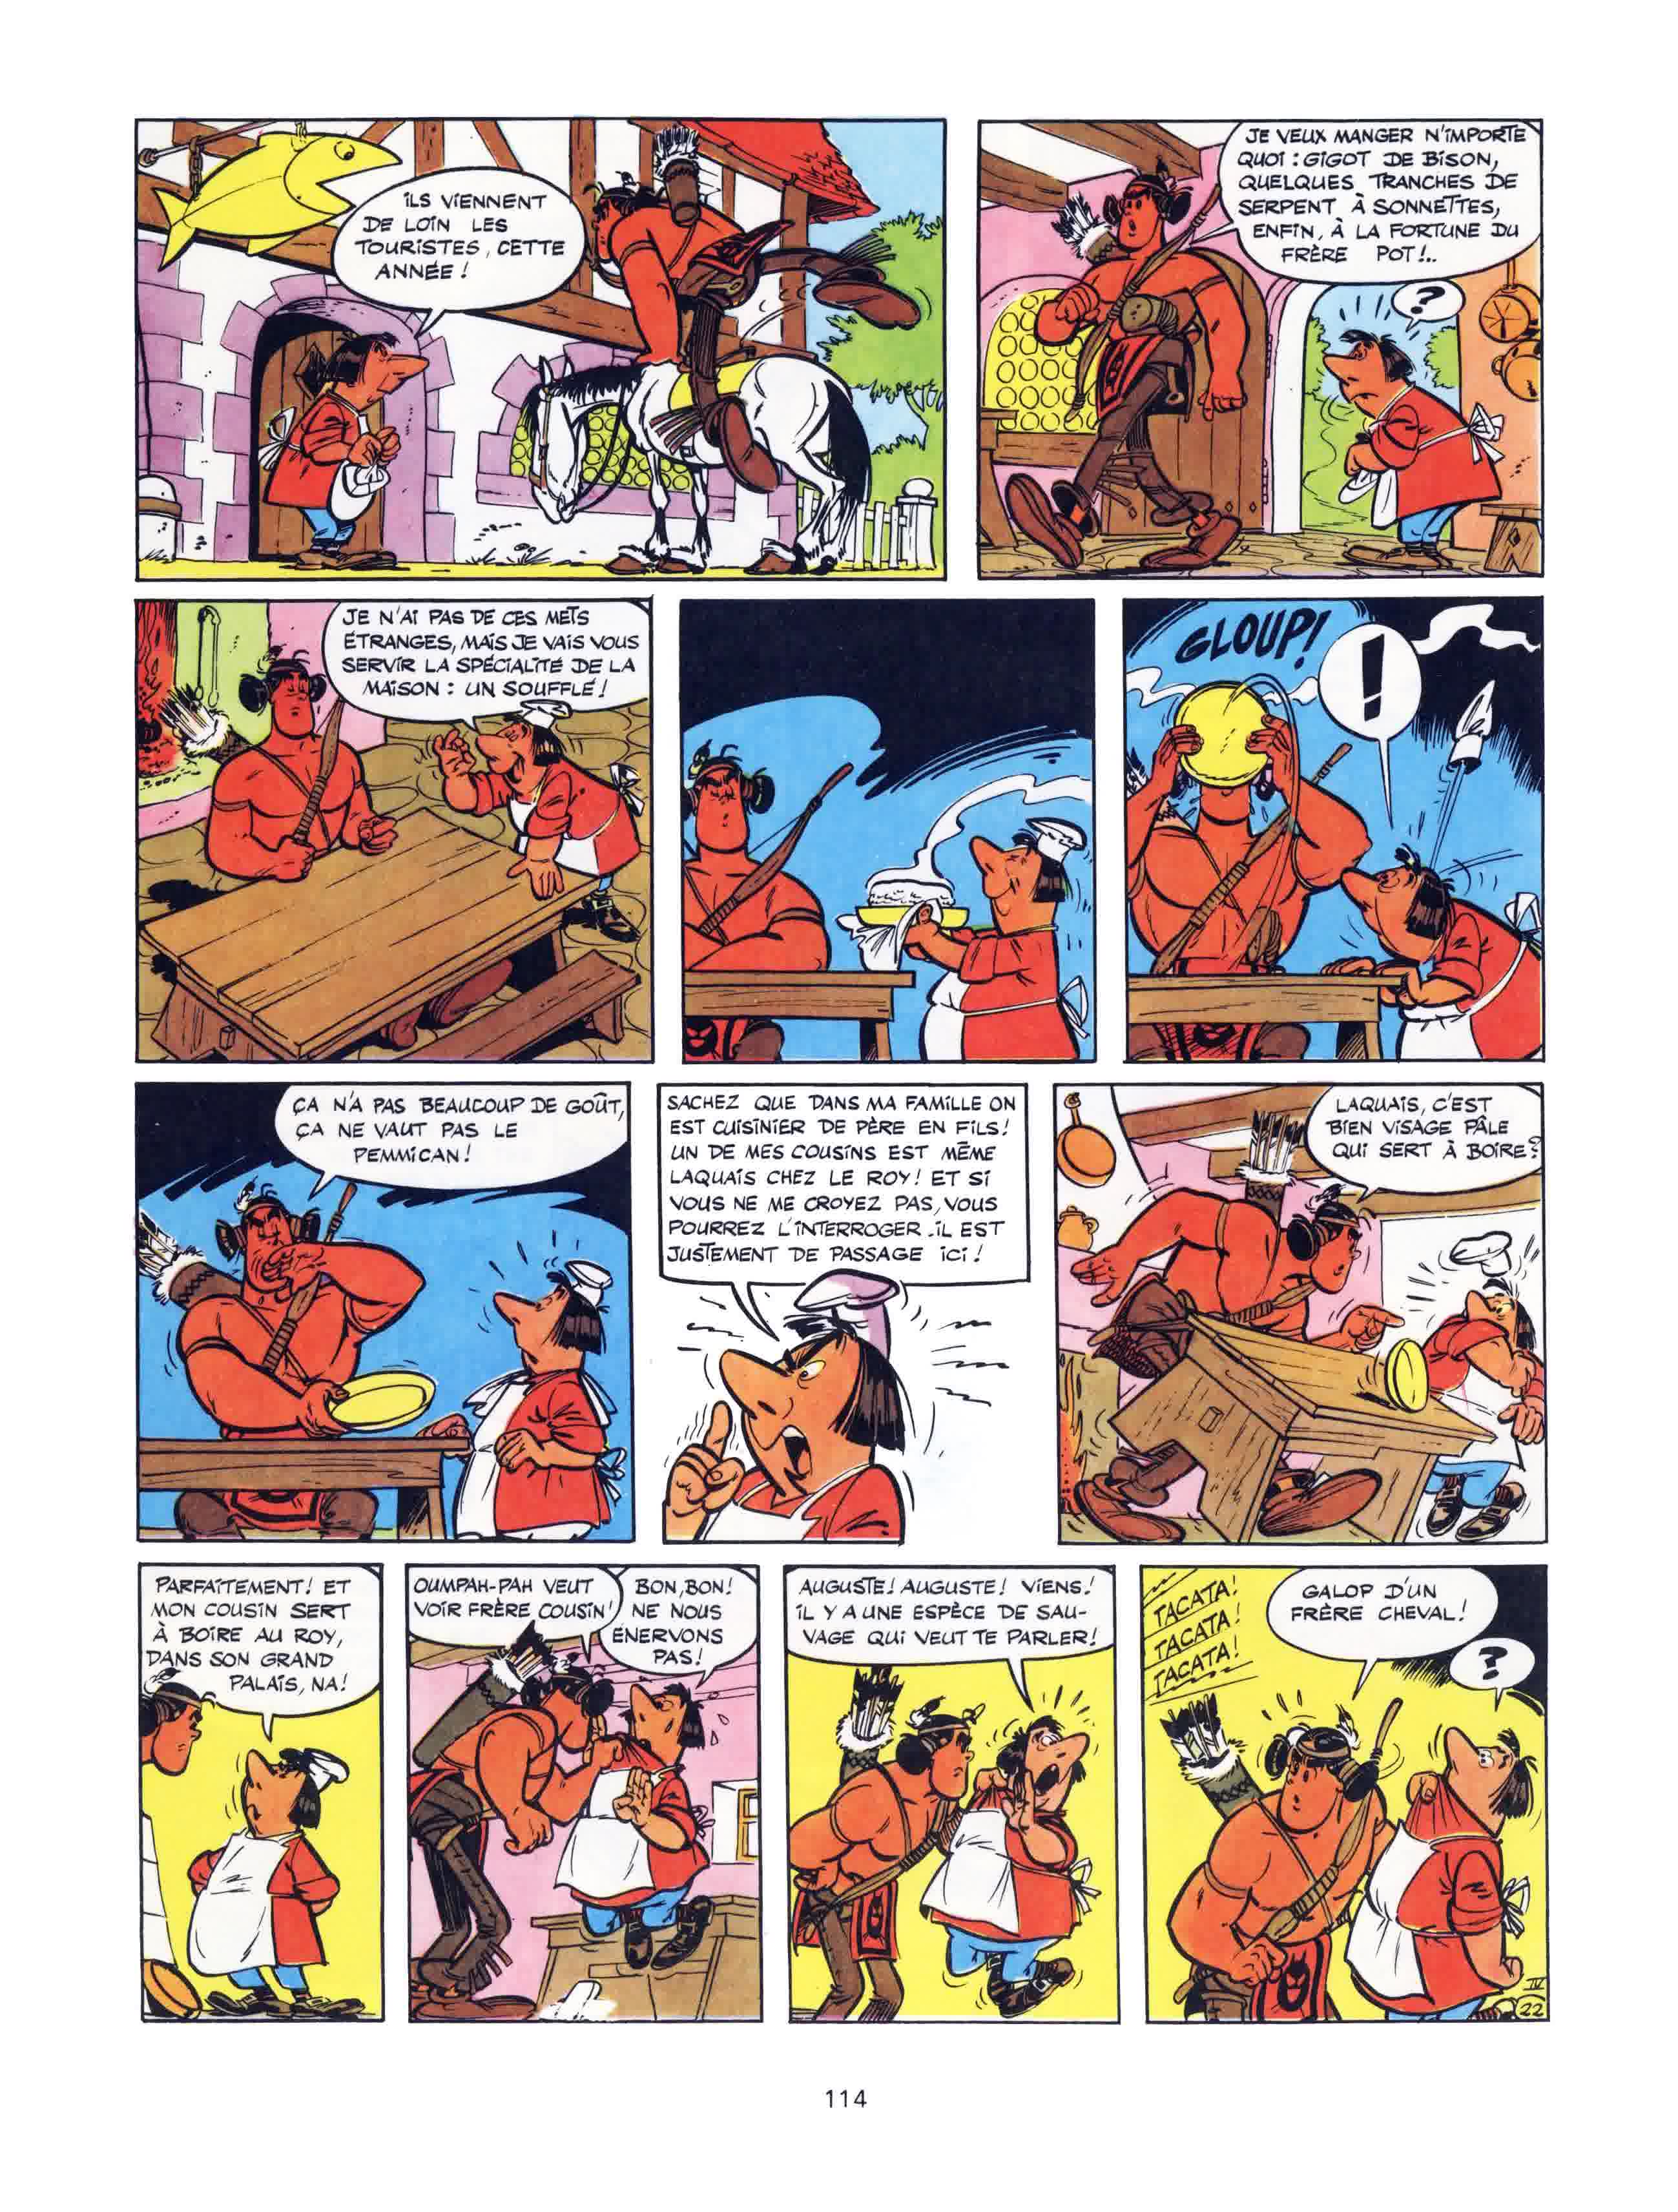 ILS VIENNENT
DE LOIN LES
TOURISTES, CETTE
ANNÉE !
JE VEUX MANGER N'IMPORTE
QUOI : GIGOT DE BISON,
QUELQUES TRANCHES DE
SERPENT À SONNETTES,
ENFIN, À LA FORTUNE DU
FRÈRE POT !..
?
JE N'AI PAS DE CES METS
ÉTRANGES, MAIS JE VAIS VOUS
SERVIR LA SPÉCIALITÉ DE LA
MAISON : UN SOUFFLÉ !
GLOUP!
!
ÇA N'A PAS BEAUCOUP DE GOÛT,
ÇA NE VAUT PAS LE
PEMMICAN !
SACHEZ QUE DANS MA FAMILLE ON
EST CUISINIER DE PÈRE EN FILS !
UN DE MES COUSINS EST MÊME
LAQUAIS CHEZ LE ROY ! ET SI
VOUS NE ME CROYEZ PAS, VOUS
POURREZ L'INTERROGER. IL EST
JUSTEMENT DE PASSAGE ICI !
LAQUAIS, C'EST
BIEN VISAGE PÂLE
QUI SERT À BOIRE ?
PARFAITEMENT ! ET
MON COUSIN SERT
À BOIRE AU ROY,
DANS SON GRAND
PALAIS, NA !
OUMPAH-PAH VEUT
VOIR FRÈRE COUSIN !
BON, BON !
NE NOUS
ÉNERVONS
PAS !
AUGUSTE ! AUGUSTE ! VIENS !
IL Y A UNE ESPÈCE DE SAU-
VAGE QUI VEUT TE PARLER !
TACATA!
TACATA!
TACATA!
TACATA!
GALOP D'UN
FRÈRE CHEVAL !
?
IV
22
114